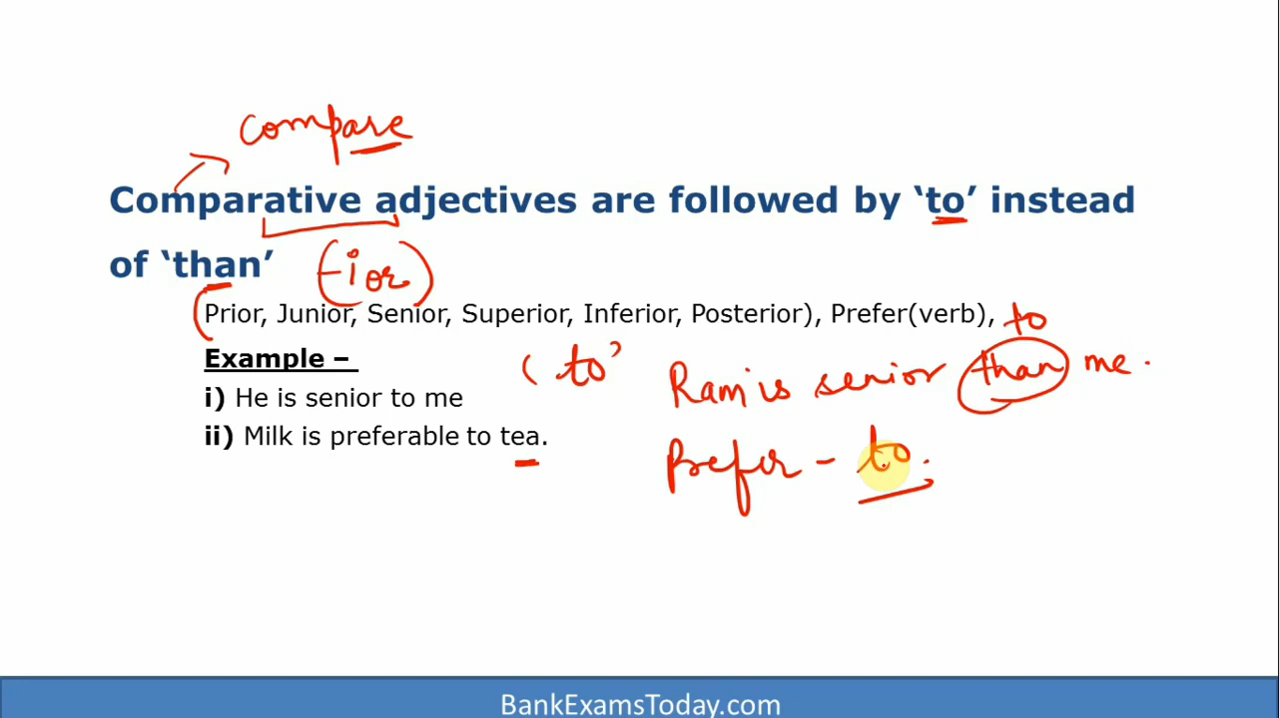 compare
Comparative adjectives are followed by ‘to’ instead
of ‘than’ (-ior)
Prior, Junior, Senior, Superior, Inferior, Posterior), Prefer(verb), to
Example –
( to’
Ram is senior than me.
i) He is senior to me
ii) Milk is preferable to tea.
Prefer - to.
BankExamsToday.com